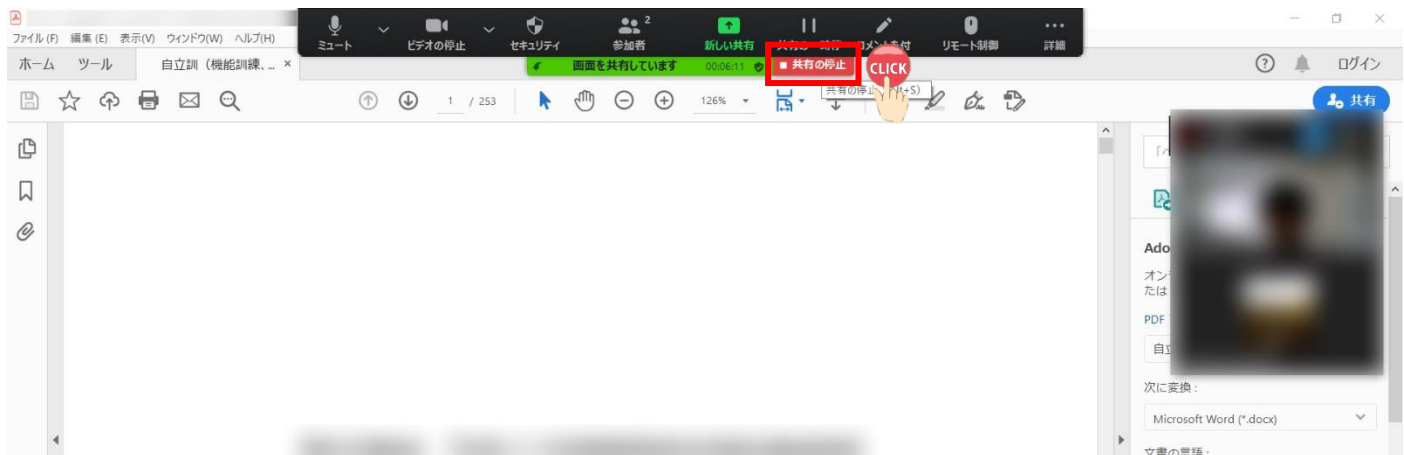 ファイル(F) 編集(E) 表示(V) ウィンドウ(W) ヘルプ(H)
2
ミュート ビデオの停止 セキュリティ 参加者 新しい共有 リモート制御 詳細
ホーム ツール 自立訓（機能訓練、... ×
画面を共有しています 00:06:11 共有の停止
CLICK
ログイン
1 / 253 126%
共有
Ado
たは
PDF
次に変換:
Microsoft Word (*.docx)
文書の言語: